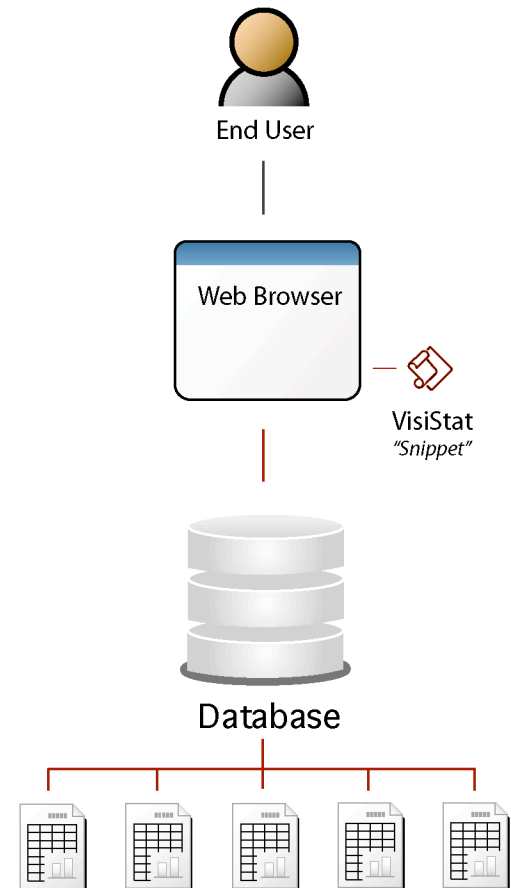 End User
Web Browser
VisiStat
“Snippet”
Database